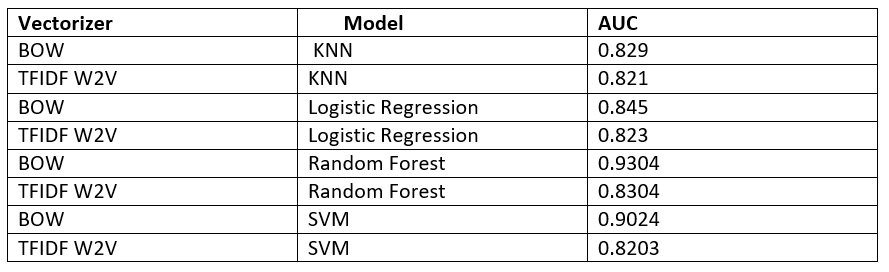 Vectorizer Model AUC
BOW KNN 0.829
TFIDF W2V KNN 0.821
BOW Logistic Regression 0.845
TFIDF W2V Logistic Regression 0.823
BOW Random Forest 0.9304
TFIDF W2V Random Forest 0.8304
BOW SVM 0.9024
TFIDF W2V SVM 0.8203